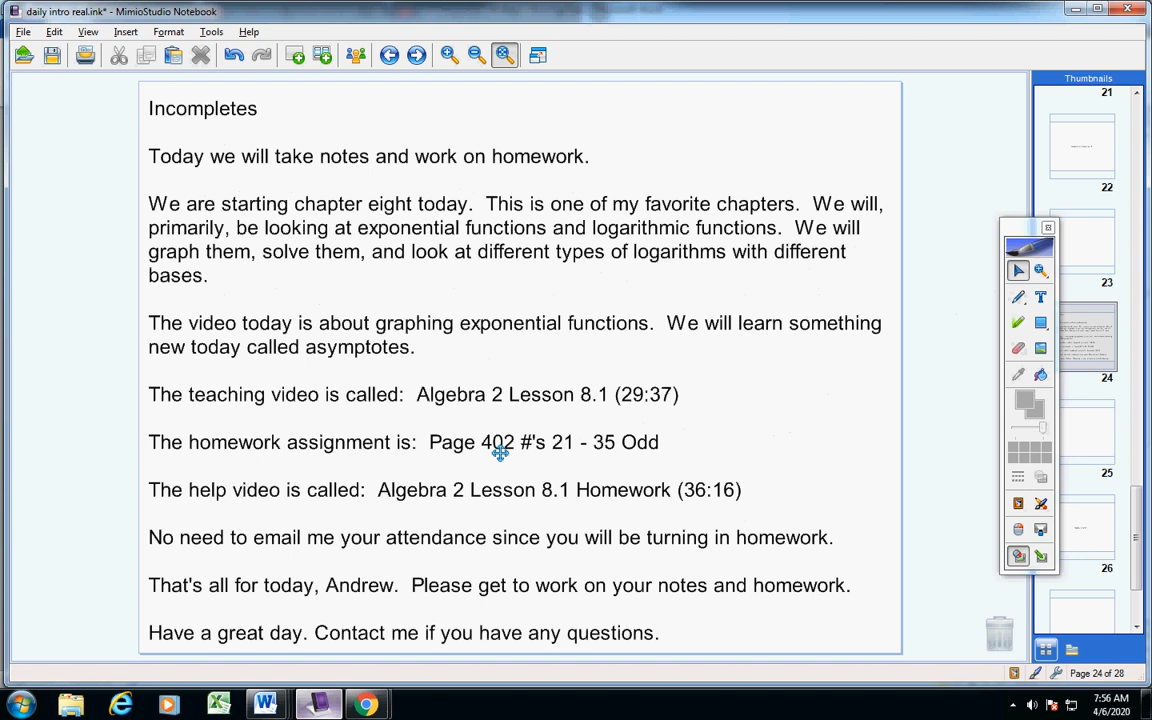 daily intro real.ink* - MimioStudio Notebook
File Edit View Insert Format Tools Help
Incompletes
Today we will take notes and work on homework.
We are starting chapter eight today. This is one of my favorite chapters. We will,
primarily, be looking at exponential functions and logarithmic functions. We will
graph them, solve them, and look at different types of logarithms with different
bases.
The video today is about graphing exponential functions. We will learn something
new today called asymptotes.
The teaching video is called: Algebra 2 Lesson 8.1 (29:37)
The homework assignment is: Page 402 #'s 21 - 35 Odd
The help video is called: Algebra 2 Lesson 8.1 Homework (36:16)
No need to email me your attendance since you will be turning in homework.
That's all for today, Andrew. Please get to work on your notes and homework.
Have a great day. Contact me if you have any questions.
Thumbnails
21
22
23
24
25
26
Page 24 of 28
7:56 AM
4/6/2020